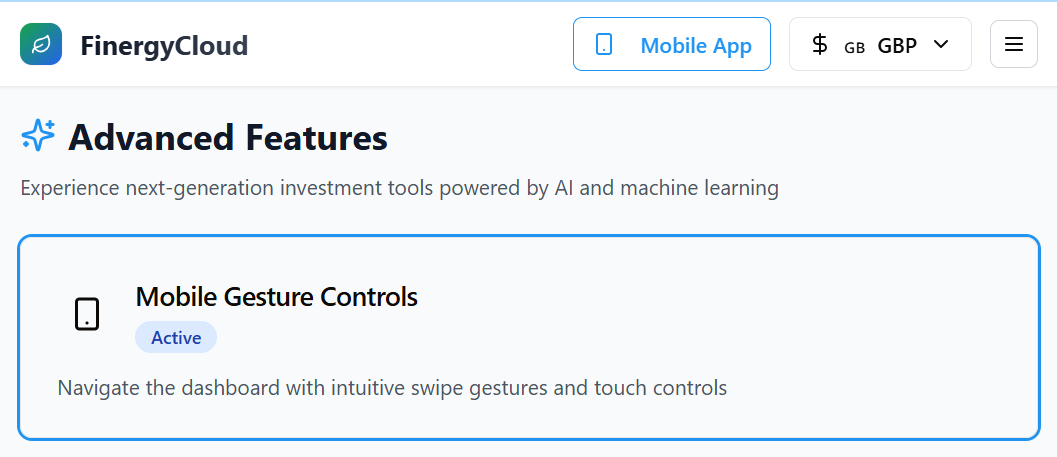 FinergyCloud
Mobile App
$ GB GBP
Advanced Features
Experience next-generation investment tools powered by AI and machine learning
Mobile Gesture Controls
Active
Navigate the dashboard with intuitive swipe gestures and touch controls